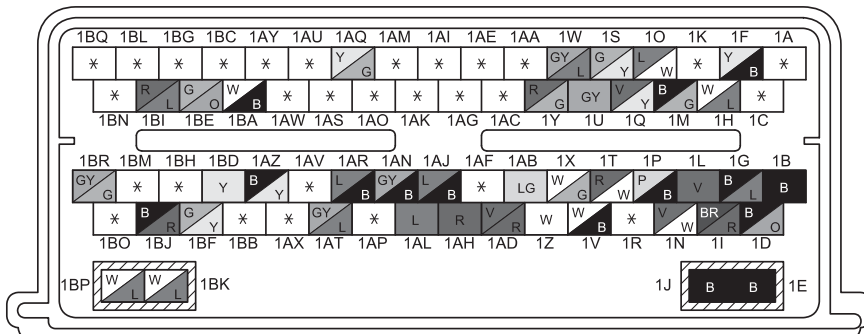 1BQ 1BL 1BG 1BC 1AY 1AU 1AQ 1AM 1AI 1AE 1AA 1W 1S 1O 1K 1F 1A
* * * * * * Y G * * * * GY L G Y L W * Y B *
* R L G O W B * * * * * * R G GY V Y B G W L *
1BN 1BI 1BE 1BA 1AW 1AS 1AO 1AK 1AG 1AC 1Y 1U 1Q 1M 1H 1C
1BR 1BM 1BH 1BD 1AZ 1AV 1AR 1AN 1AJ 1AF 1AB 1X 1T 1P 1L 1G 1B
GY G * * Y B Y * L B GY B L B * LG W G R W P B V B L B
* B R G Y * * GY L * L R V R W W B * V W BR R B O
1BO 1BJ 1BF 1BB 1AX 1AT 1AP 1AL 1AH 1AD 1Z 1V 1R 1N 1I 1D
1BP W L W L 1BK 1J B B 1E